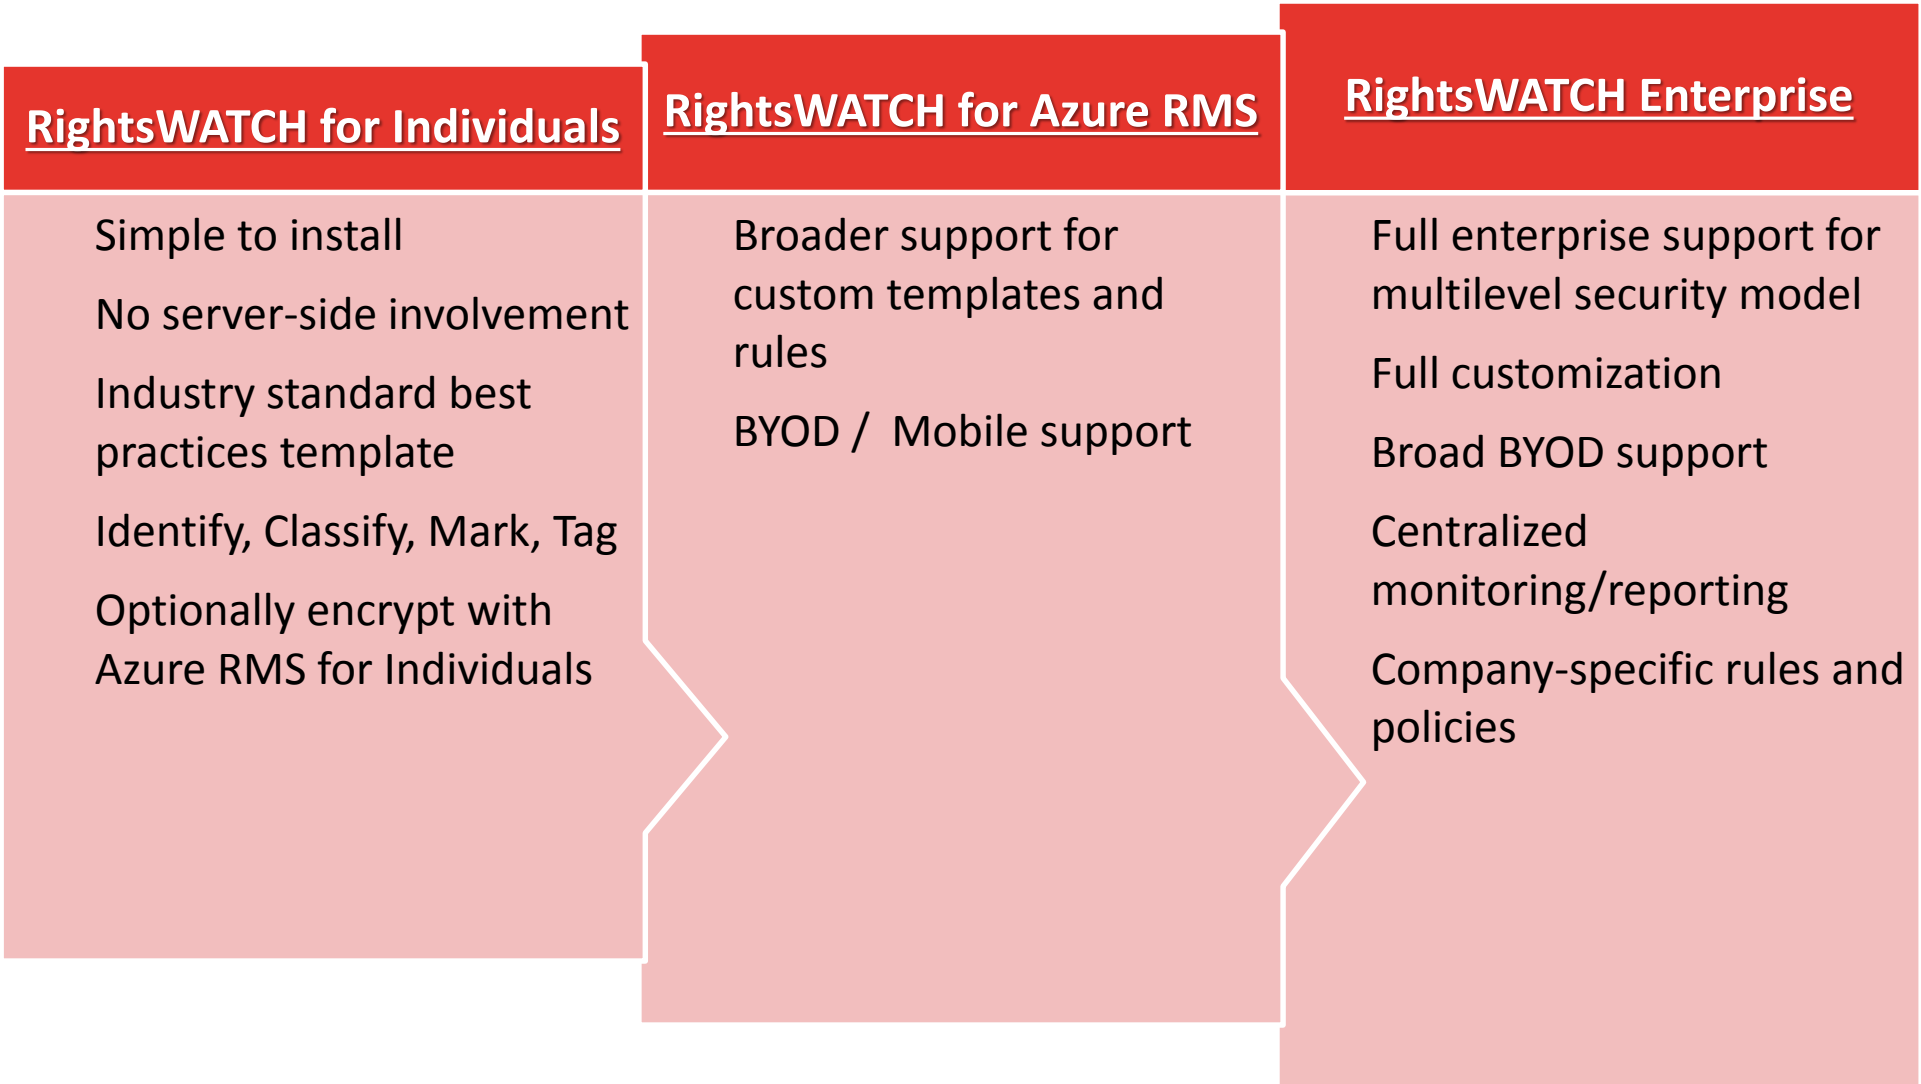 RightsWATCH for Individuals
Simple to install
No server-side involvement
Industry standard best
practices template
Identify, Classify, Mark, Tag
Optionally encrypt with
Azure RMS for Individuals
RightsWATCH for Azure RMS
Broader support for
custom templates and
rules
BYOD /  Mobile support
RightsWATCH Enterprise
Full enterprise support for
multilevel security model
Full customization
Broad BYOD support
Centralized
monitoring/reporting
Company-specific rules and
policies